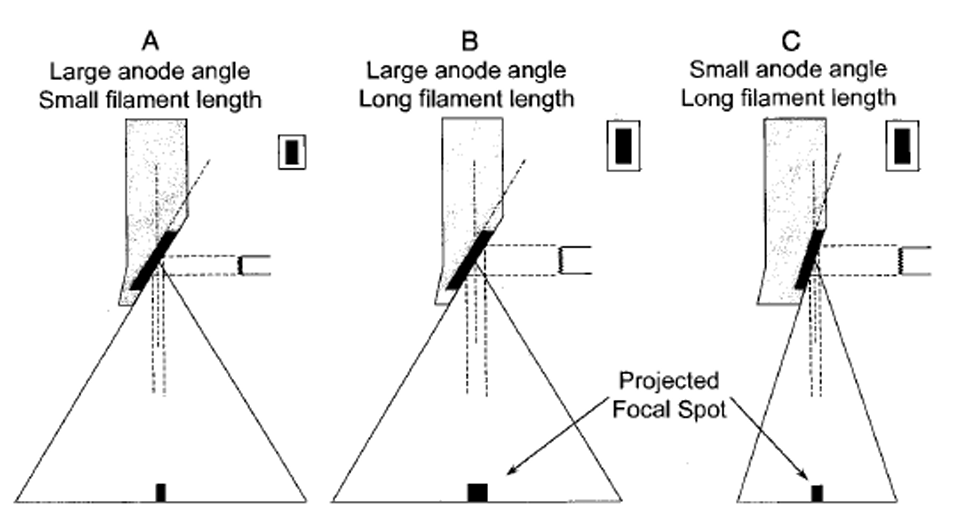 A
Large anode angle
Small filament length
B
Large anode angle
Long filament length
C
Small anode angle
Long filament length
Projected
Focal Spot